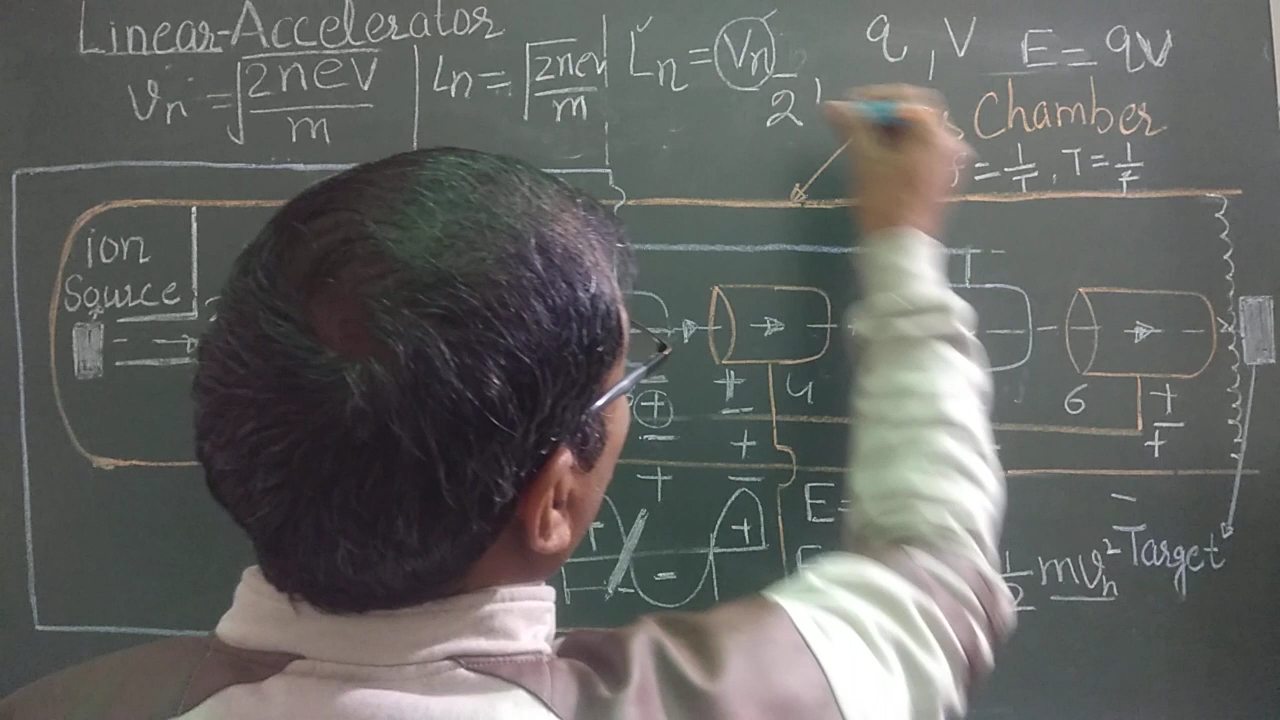 Linear-Accelerator
vn = √2neV/m | Ln = √2nev/m | Ln = Vn/2
q, V E = qV
Chamber
f = 1/T, T = 1/f
ion
Source
+ + + 4 6 +
- + - + +
+ - -
+ - +
E=
1/2 mvn² Target